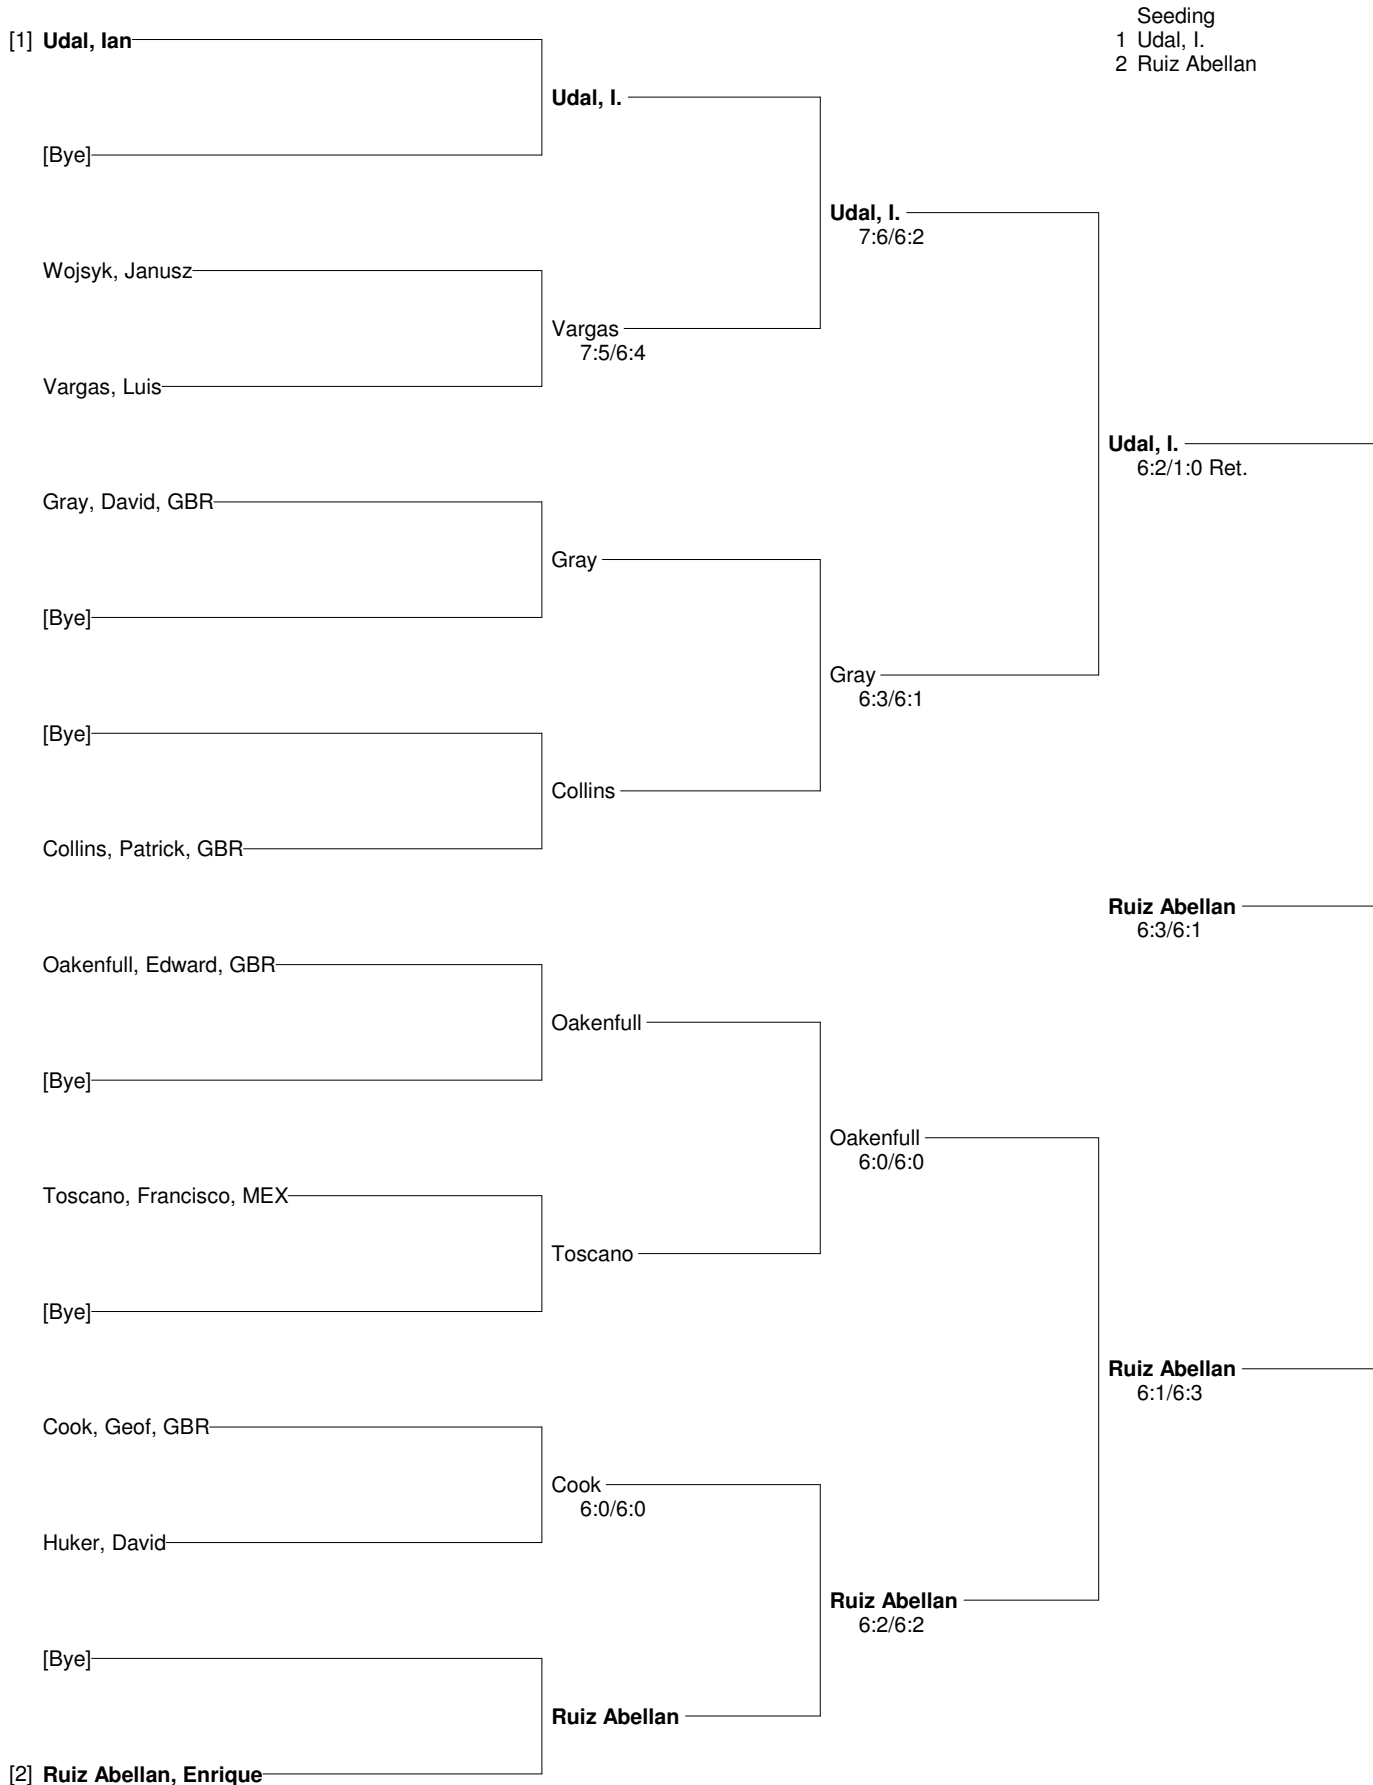 Seeding
1 Udal, I.
2 Ruiz Abellan
[1] Udal, Ian
Udal, I.
[Bye]
Udal, I.
7:6/6:2
Wojsyk, Janusz
Vargas
7:5/6:4
Vargas, Luis
Udal, I.
6:2/1:0 Ret.
Gray, David, GBR
Gray
[Bye]
Gray
6:3/6:1
[Bye]
Collins
Collins, Patrick, GBR
Ruiz Abellan
6:3/6:1
Oakenfull, Edward, GBR
Oakenfull
[Bye]
Oakenfull
6:0/6:0
Toscano, Francisco, MEX
Toscano
[Bye]
Ruiz Abellan
6:1/6:3
Cook, Geof, GBR
Cook
6:0/6:0
Huker, David
Ruiz Abellan
6:2/6:2
[Bye]
Ruiz Abellan
[2] Ruiz Abellan, Enrique